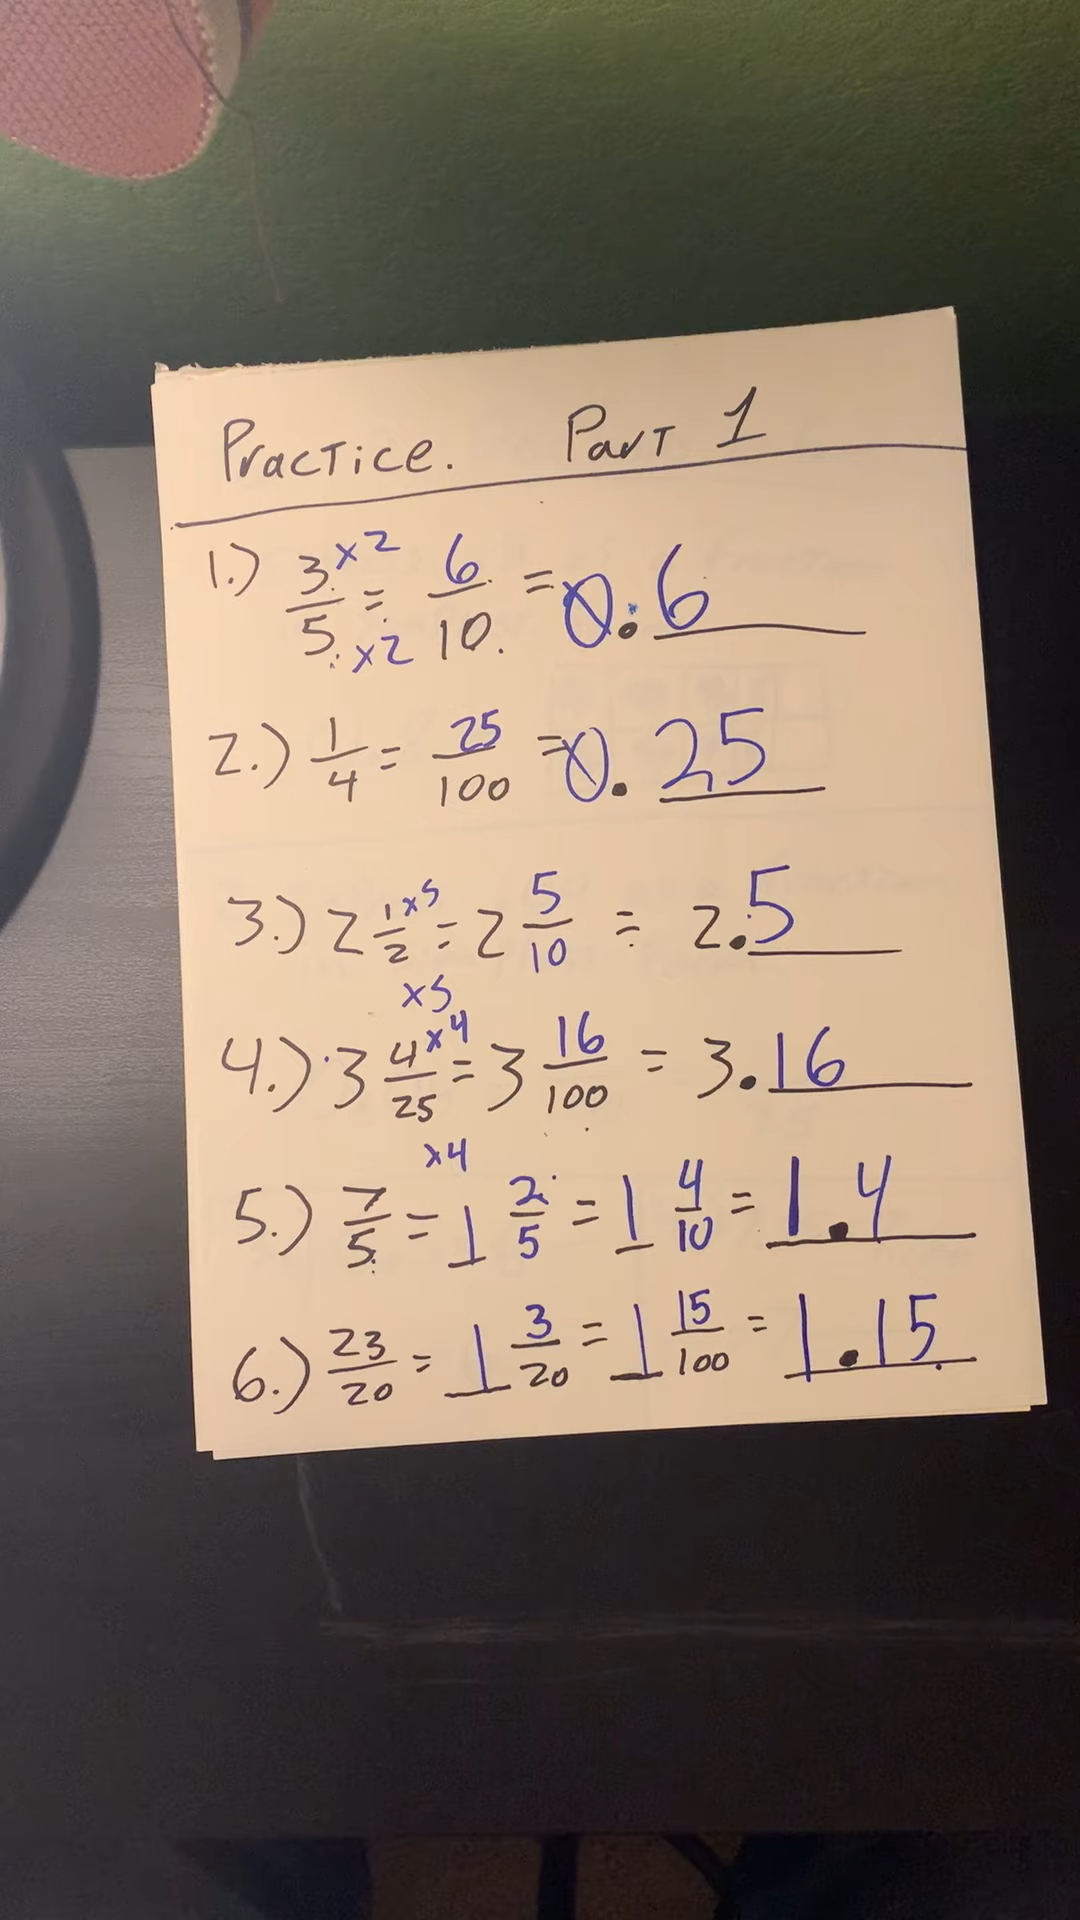 Practice. Part 1
1.) 3/5 ×2 ×2 = 6/10 = 0.6
2.) 1/4 = 25/100 = 0.25
3.) 2 1/2 ×5 ×5 = 2 5/10 = 2.5
4.) 3 4/25 ×4 ×4 = 3 16/100 = 3.16
5.) 7/5 = 1 2/5 = 1 4/10 = 1.4
6.) 23/20 = 1 3/20 = 1 15/100 = 1.15